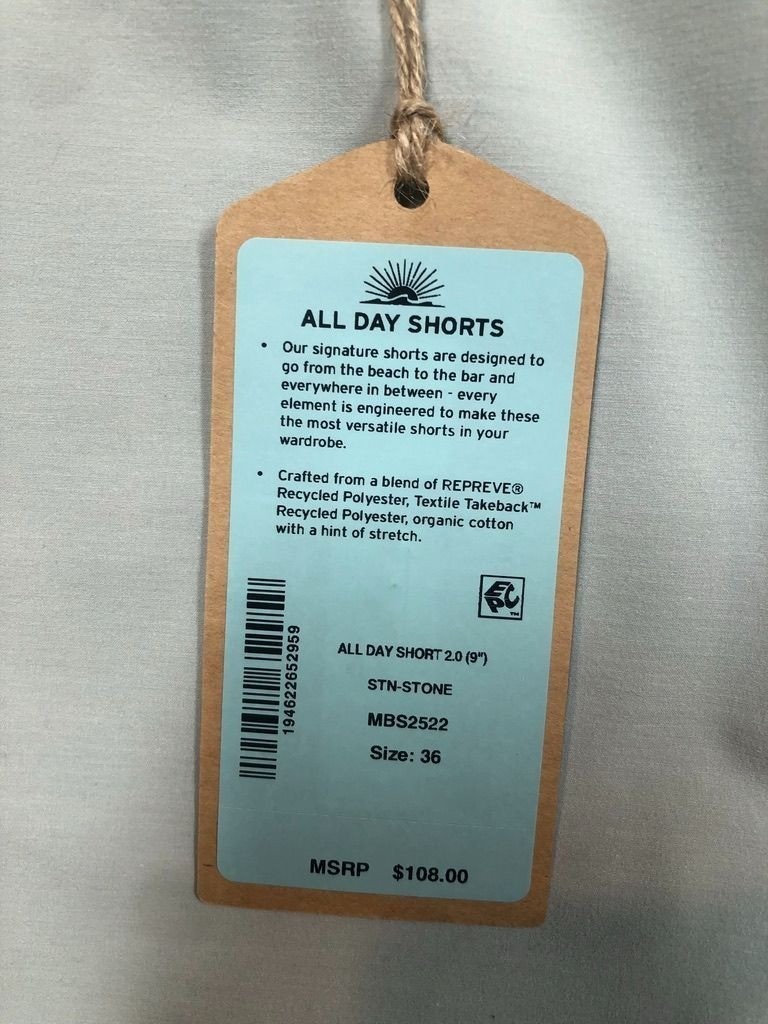 ALL DAY SHORTS
• Our signature shorts are designed to
go from the beach to the bar and
everywhere in between - every
element is engineered to make these
the most versatile shorts in your
wardrobe.
• Crafted from a blend of REPREVE®
Recycled Polyester, Textile Takeback™
Recycled Polyester, organic cotton
with a hint of stretch.
EPC™
194622652959
ALL DAY SHORT 2.0 (9")
STN-STONE
MBS2522
Size: 36
MSRP $108.00